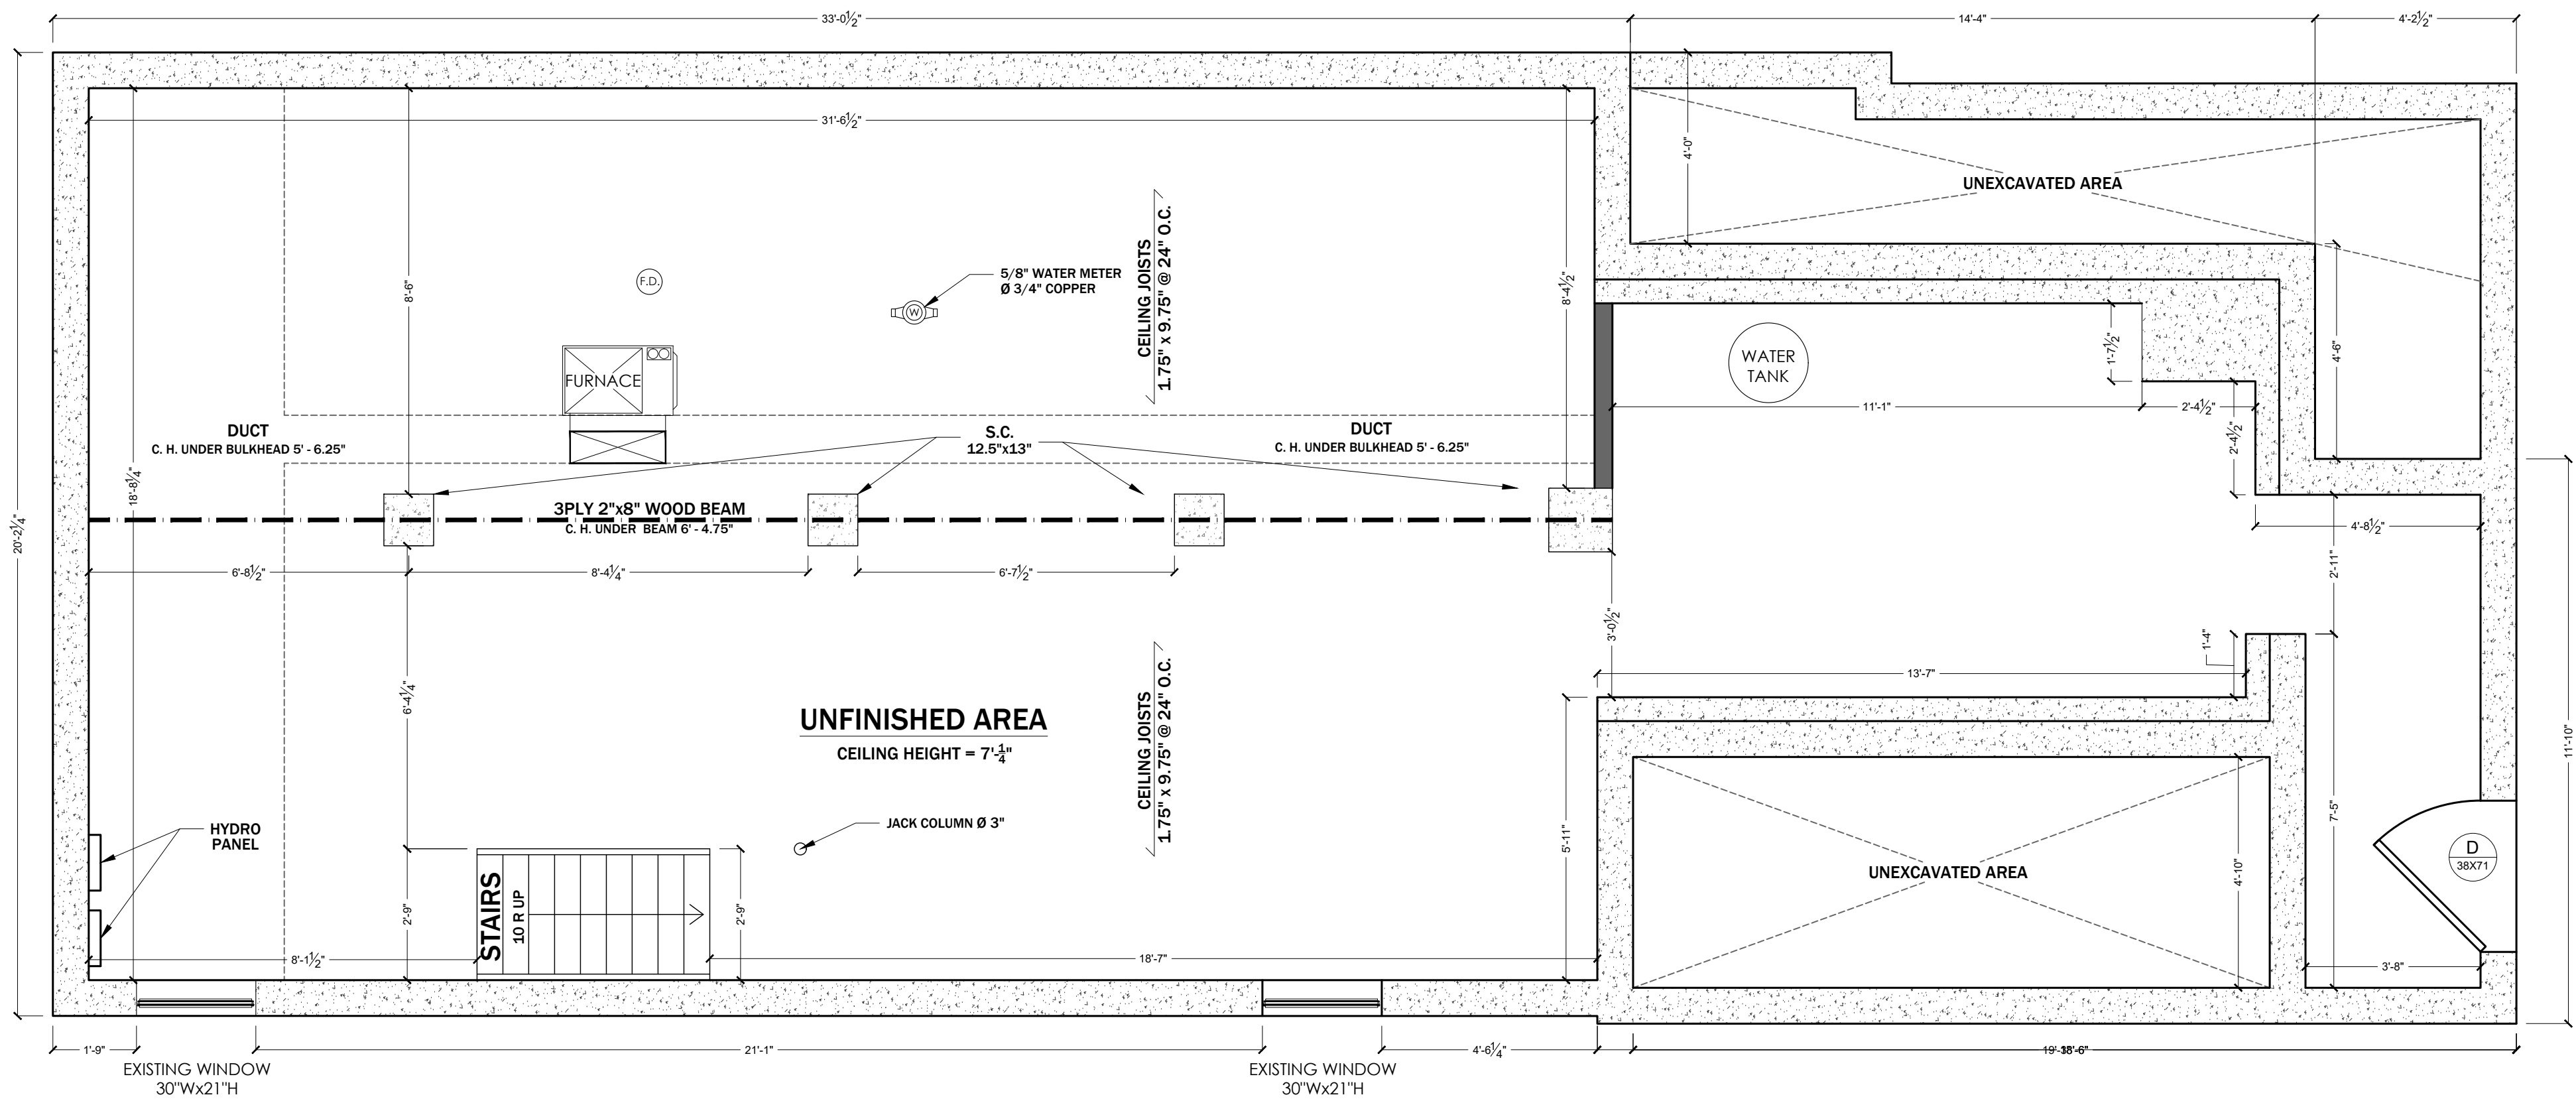 33'-0½"
14'-4"
4'-2½"
31'-6½"
4'-0"
UNEXCAVATED AREA
5/8" WATER METER
Ø 3/4" COPPER
W
F.D.
CEILING JOISTS
1.75" x 9.75" @ 24" O.C.
8'-6"
8'-4½"
FURNACE
WATER
TANK
1'-7½"
4'-6"
11'-1"
2'-4½"
2'-4½"
DUCT
C. H. UNDER BULKHEAD 5' - 6.25"
S.C.
12.5"x13"
DUCT
C. H. UNDER BULKHEAD 5' - 6.25"
18'-8¼"
20'-2¼"
3PLY 2"x8" WOOD BEAM
C. H. UNDER BEAM 6' - 4.75"
4'-8½"
2'-11"
6'-8½"
8'-4¼"
6'-7½"
3'-0½"
1'-4"
13'-7"
6'-4¼"
UNFINISHED AREA
CEILING HEIGHT = 7'-¼"
CEILING JOISTS
1.75" x 9.75" @ 24" O.C.
11'-10"
HYDRO
PANEL
JACK COLUMN Ø 3"
5'-11"
7'-5"
D
38X71
UNEXCAVATED AREA
4'-10"
STAIRS
10 R UP
2'-9"
2'-9"
8'-1½"
18'-7"
3'-8"
1'-9"
21'-1"
4'-6¼"
18'-6"
EXISTING WINDOW
30"Wx21"H
EXISTING WINDOW
30"Wx21"H